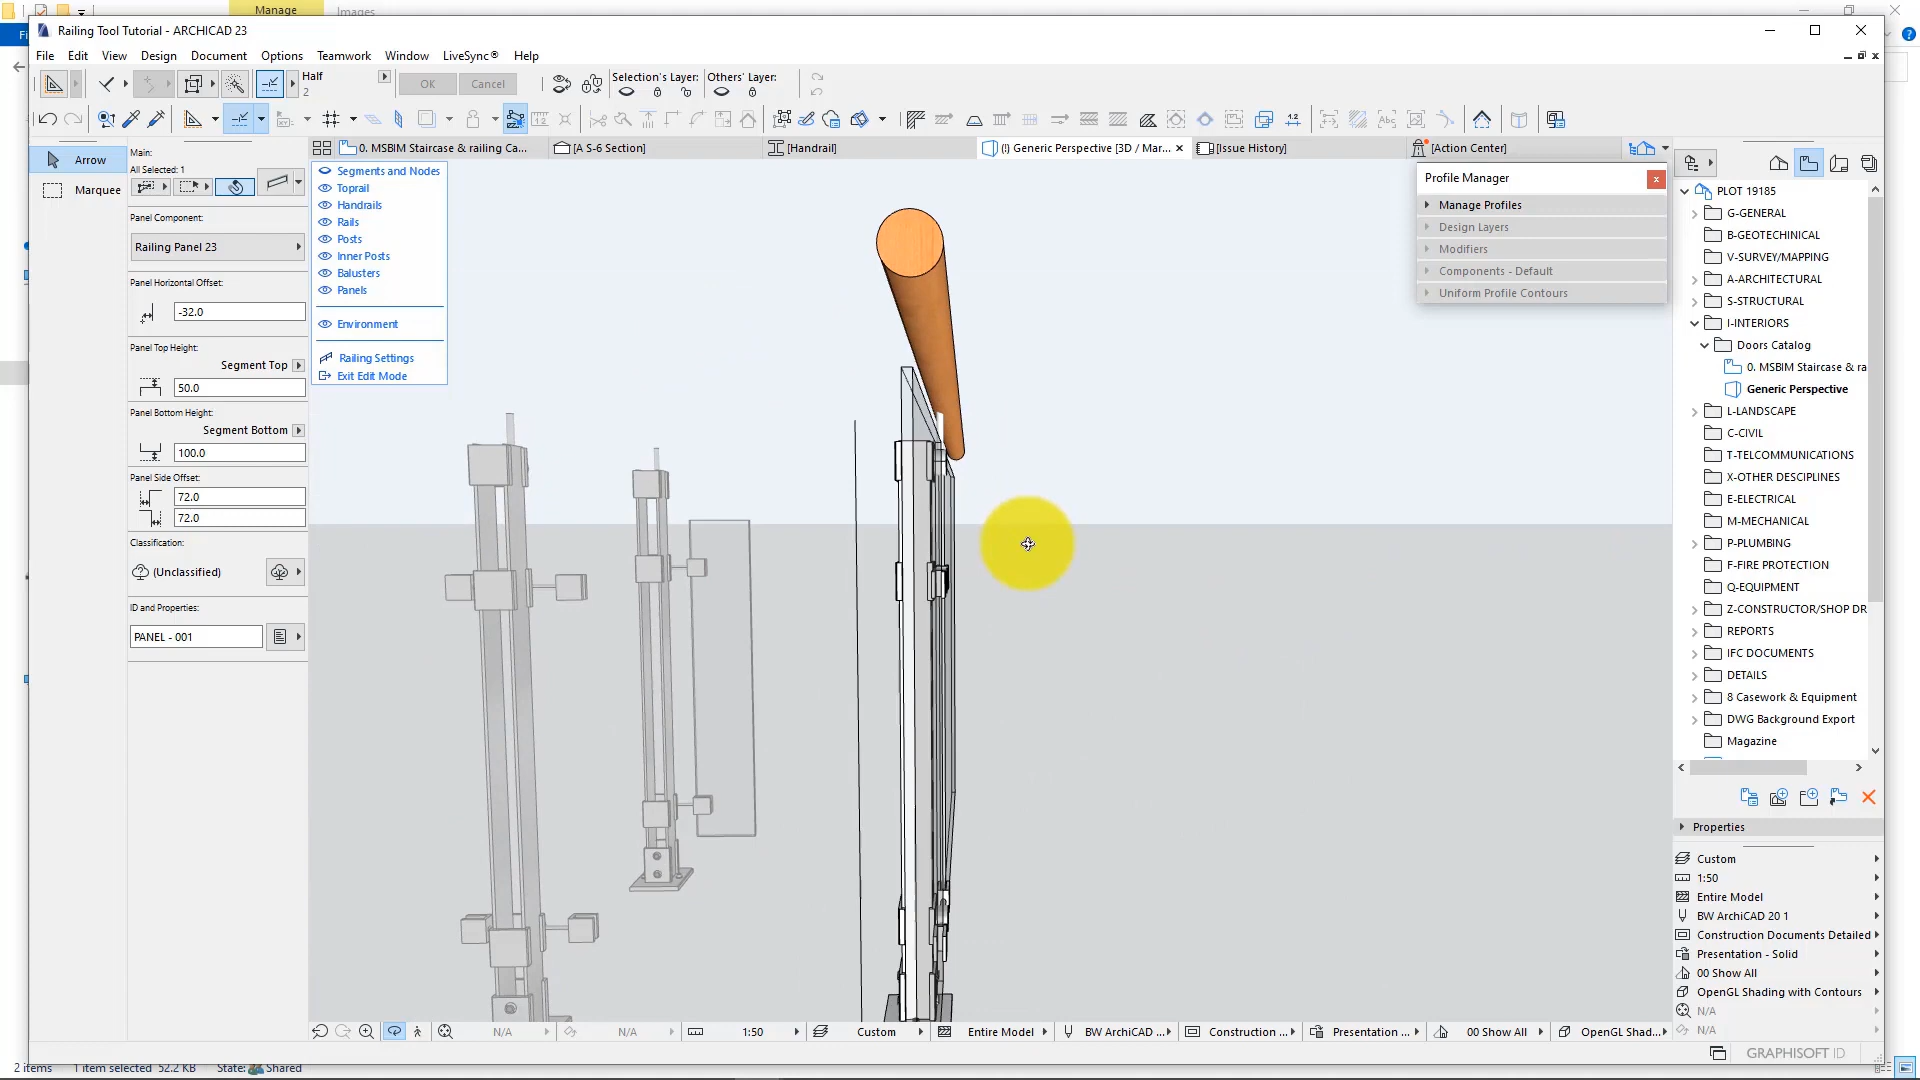 Manage
Images
Railing Tool Tutorial - ARCHICAD 23
File Edit View Design Document Options Teamwork Window LiveSync® Help
Half
2
OK
Cancel
Selection's Layer:
Others' Layer:
Arrow
Marquee
Main:
All Selected: 1
Panel Component:
Railing Panel 23
Panel Horizontal Offset:
-32.0
Panel Top Height:
Segment Top
50.0
Panel Bottom Height:
Segment Bottom
100.0
Panel Side Offset:
72.0
72.0
Classification:
(Unclassified)
ID and Properties:
PANEL - 001
0. MSBIM Staircase & railing Ca...
[A S-6 Section]
[Handrail]
(!) Generic Perspective [3D / Mar...
[Issue History]
[Action Center]
Segments and Nodes
Toprail
Handrails
Rails
Posts
Inner Posts
Balusters
Panels
Environment
Railing Settings
Exit Edit Mode
Profile Manager
Manage Profiles
Design Layers
Modifiers
Components - Default
Uniform Profile Contours
PLOT 19185
G-GENERAL
B-GEOTECHINICAL
V-SURVEY/MAPPING
A-ARCHITECTURAL
S-STRUCTURAL
I-INTERIORS
Doors Catalog
0. MSBIM Staircase & ra
Generic Perspective
L-LANDSCAPE
C-CIVIL
T-TELCOMMUNICATIONS
X-OTHER DESCIPLINES
E-ELECTRICAL
M-MECHANICAL
P-PLUMBING
F-FIRE PROTECTION
Q-EQUIPMENT
Z-CONSTRUCTOR/SHOP DR
REPORTS
IFC DOCUMENTS
DETAILS
8 Casework & Equipment
DWG Background Export
Magazine
Properties
Custom
1:50
Entire Model
BW ArchiCAD 20 1
Construction Documents Detailed
Presentation - Solid
00 Show All
OpenGL Shading with Contours
N/A
N/A
N/A
N/A
1:50
Custom
Entire Model
BW ArchiCAD ...
Construction ...
Presentation ...
00 Show All
OpenGL Shad...
GRAPHISOFT ID
2 items
1 item selected 52.2 KB
State:
Shared